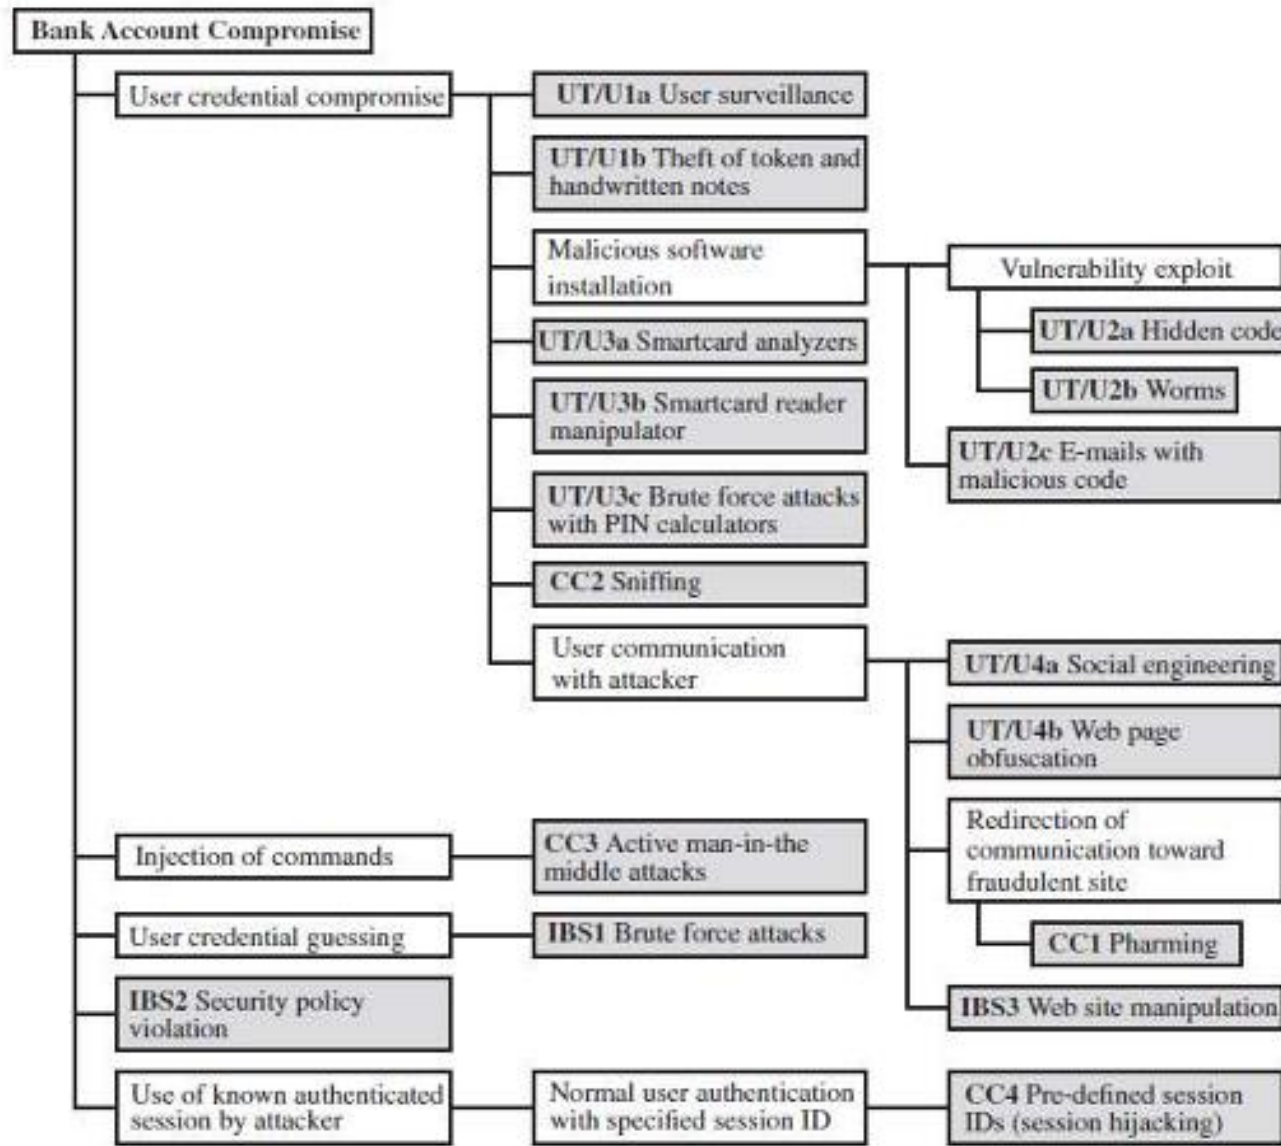 Bank Account Compromise
User credential compromise
UT/U1a User surveillance
UT/U1b Theft of token and
handwritten notes
Malicious software
installation
Vulnerability exploit
UT/U2a Hidden code
UT/U2b Worms
UT/U2c E-mails with
malicious code
UT/U3a Smartcard analyzers
UT/U3b Smartcard reader
manipulator
UT/U3c Brute force attacks
with PIN calculators
CC2 Sniffing
User communication
with attacker
UT/U4a Social engineering
UT/U4b Web page
obfuscation
Redirection of
communication toward
fraudulent site
CC1 Pharming
IBS3 Web site manipulation
Injection of commands
CC3 Active man-in-the
middle attacks
User credential guessing
IBS1 Brute force attacks
IBS2 Security policy
violation
Use of known authenticated
session by attacker
Normal user authentication
with specified session ID
CC4 Pre-defined session
IDs (session hijacking)